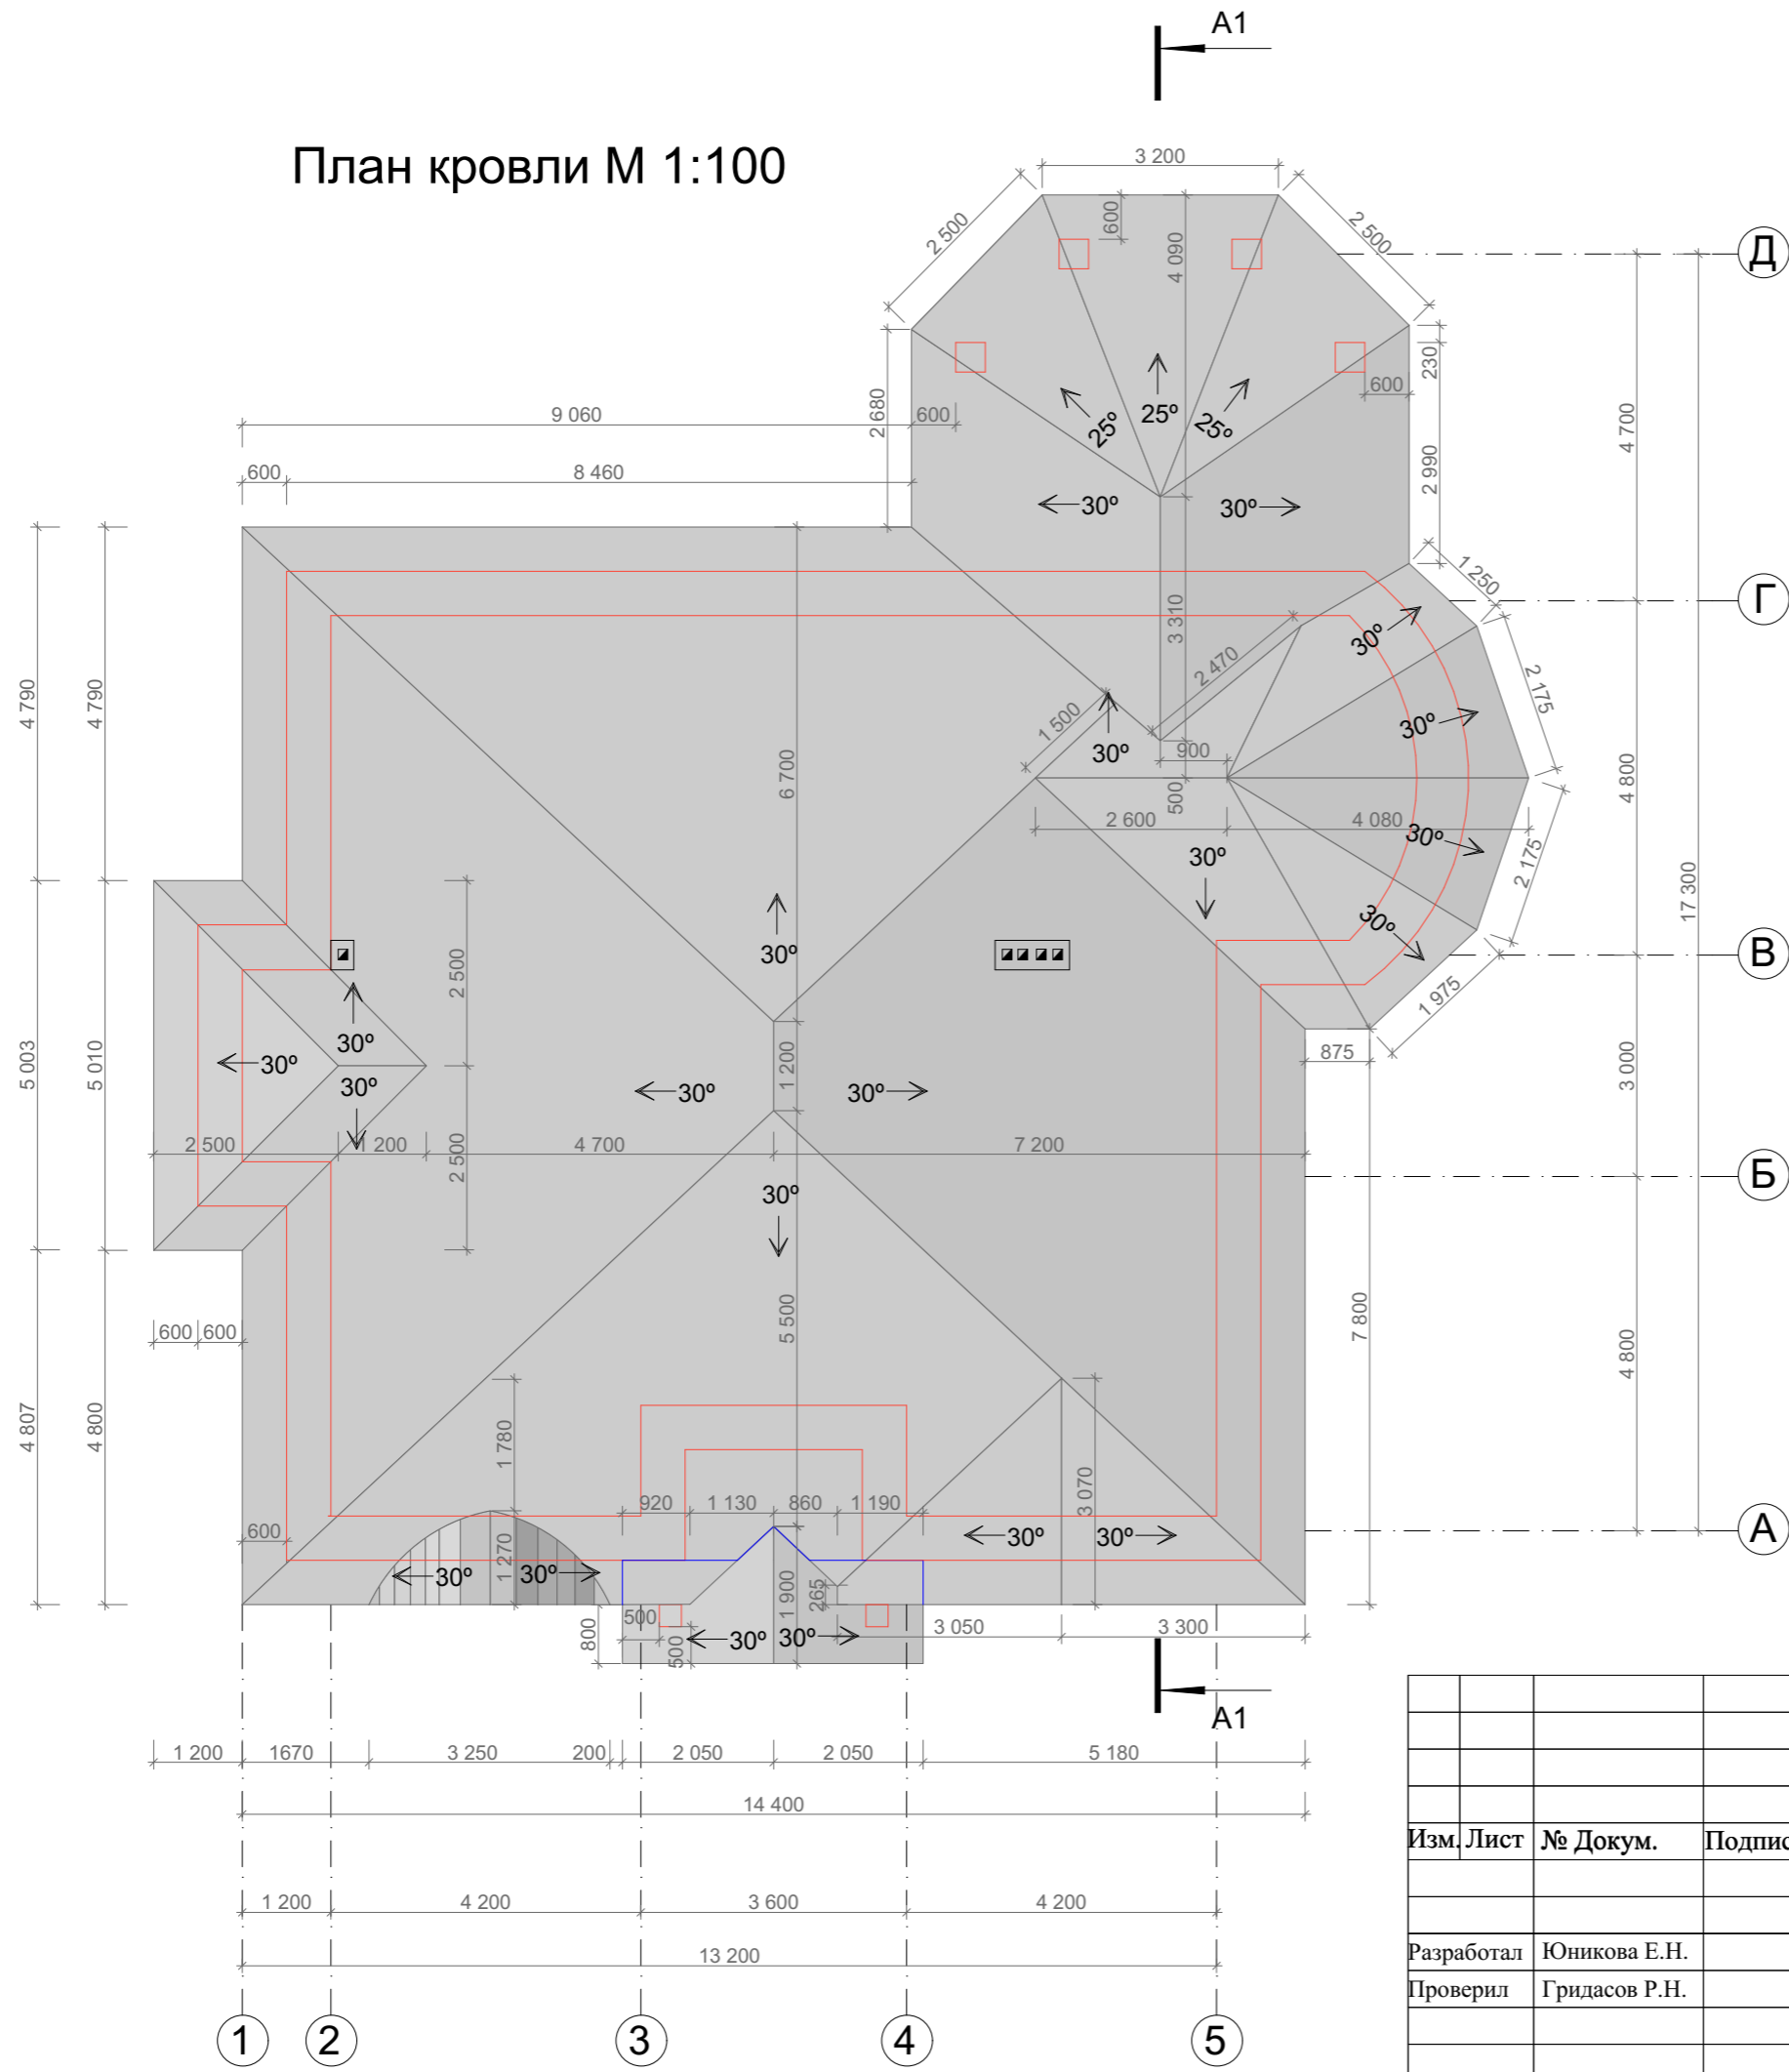 A1
План кровли М 1:100
3 200
2 500
2 500
600
4 090
Д
230
600
2 680
9 060
600
25º
25º
25º
4 700
600
8 460
2 990
30º
30º
1 250
Г
30º
3 310
2 470
2 175
4 790
4 790
1 500
30º
30º
900
6 700
500
4 800
2 600
4 080
30º
30º
2 175
17 300
30º
2 500
30º
В
1 975
30º
30º
30º
875
5 003
5 010
1 200
3 000
30º
30º
30º
2 500
1 200
4 700
7 200
2 500
Б
30º
5 500
600
600
7 800
4 800
4 807
4 800
1 780
3 070
920
1 130
860
1 190
А
600
30º
30º
1 270
30º
30º
1 900
265
500
800
500
30º
30º
3 050
3 300
A1
1 200
1670
3 250
200
2 050
2 050
5 180
14 400
Изм. Лист № Докум. Подпис
1 200
4 200
3 600
4 200
Разработал Юникова Е.Н.
13 200
Проверил Гридасов Р.Н.
1
2
3
4
5